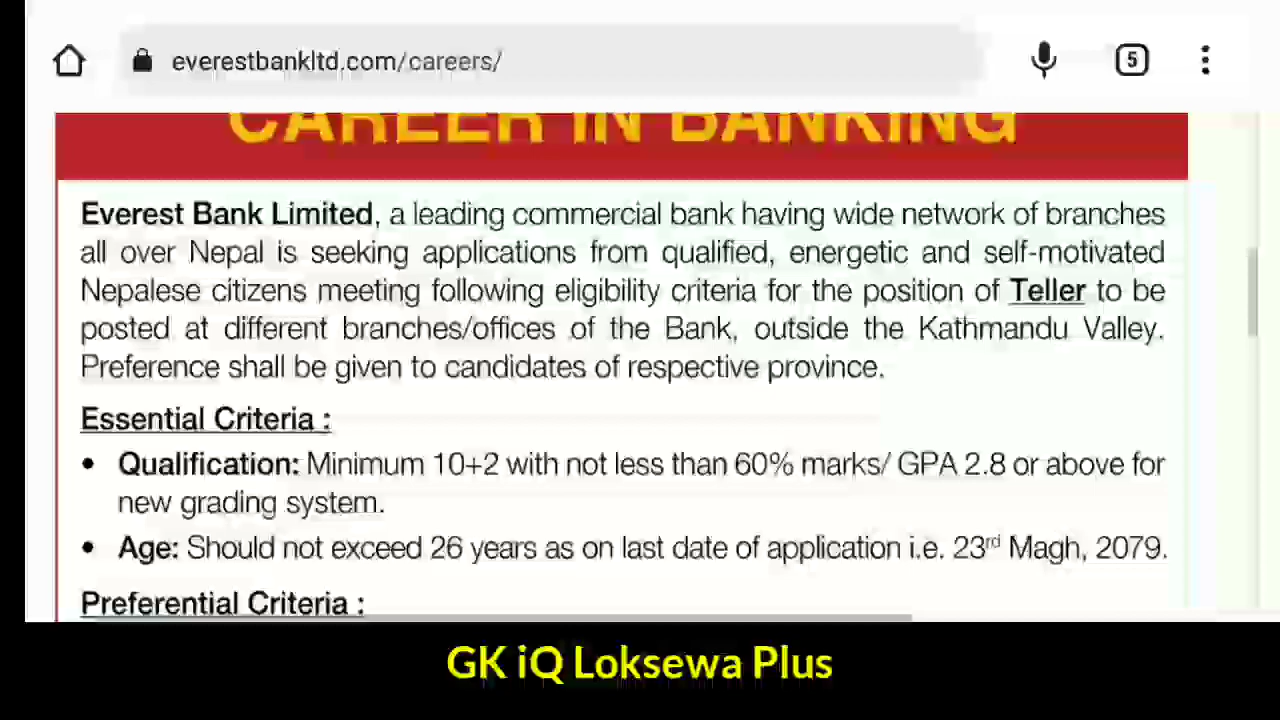 everestbankltd.com/careers/
5
CAREER IN BANKING
Everest Bank Limited, a leading commercial bank having wide network of branches
all over Nepal is seeking applications from qualified, energetic and self-motivated
Nepalese citizens meeting following eligibility criteria for the position of Teller to be
posted at different branches/offices of the Bank, outside the Kathmandu Valley.
Preference shall be given to candidates of respective province.
Essential Criteria :
• Qualification: Minimum 10+2 with not less than 60% marks/ GPA 2.8 or above for
new grading system.
• Age: Should not exceed 26 years as on last date of application i.e. 23rd Magh, 2079.
Preferential Criteria :
GK iQ Loksewa Plus